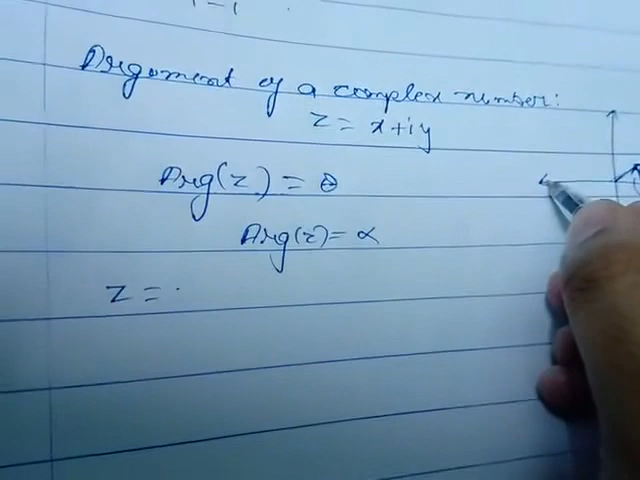 Argument of a complex number:
z = x+iy
Arg(z) = θ
Arg(z) = α
z =